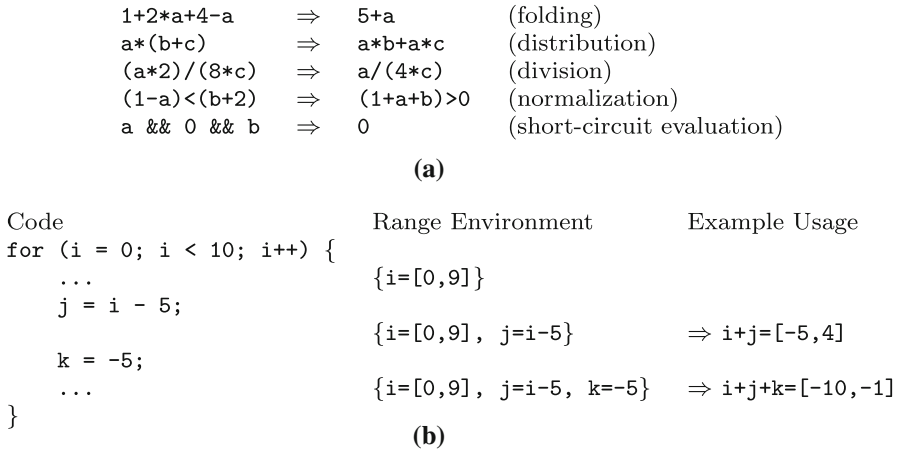 1+2*a+4-a ⇒ 5+a (folding)
a*(b+c) ⇒ a*b+a*c (distribution)
(a*2)/(8*c) ⇒ a/(4*c) (division)
(1-a)<(b+2) ⇒ (1+a+b)>0 (normalization)
a && 0 && b ⇒ 0 (short-circuit evaluation)
(a)
Code Range Environment Example Usage
for (i = 0; i < 10; i++) {
... {i=[0,9]}
j = i - 5;
{i=[0,9], j=i-5} ⇒ i+j=[-5,4]
k = -5;
... {i=[0,9], j=i-5, k=-5} ⇒ i+j+k=[-10,-1]
}
(b)